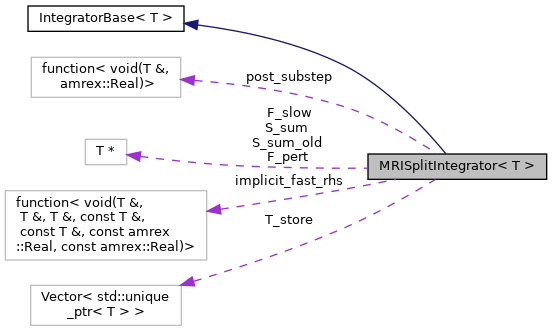 IntegratorBase< T >
function< void(T &,
amrex::Real)>
post_substep
F_slow
S_sum
S_sum_old
F_pert
T *
MRISplitIntegrator< T >
implicit_fast_rhs
function< void(T &,
T &, T &, const T &,
const T &, const amrex
::Real, const amrex::Real)>
T_store
Vector< std::unique
_ptr< T > >